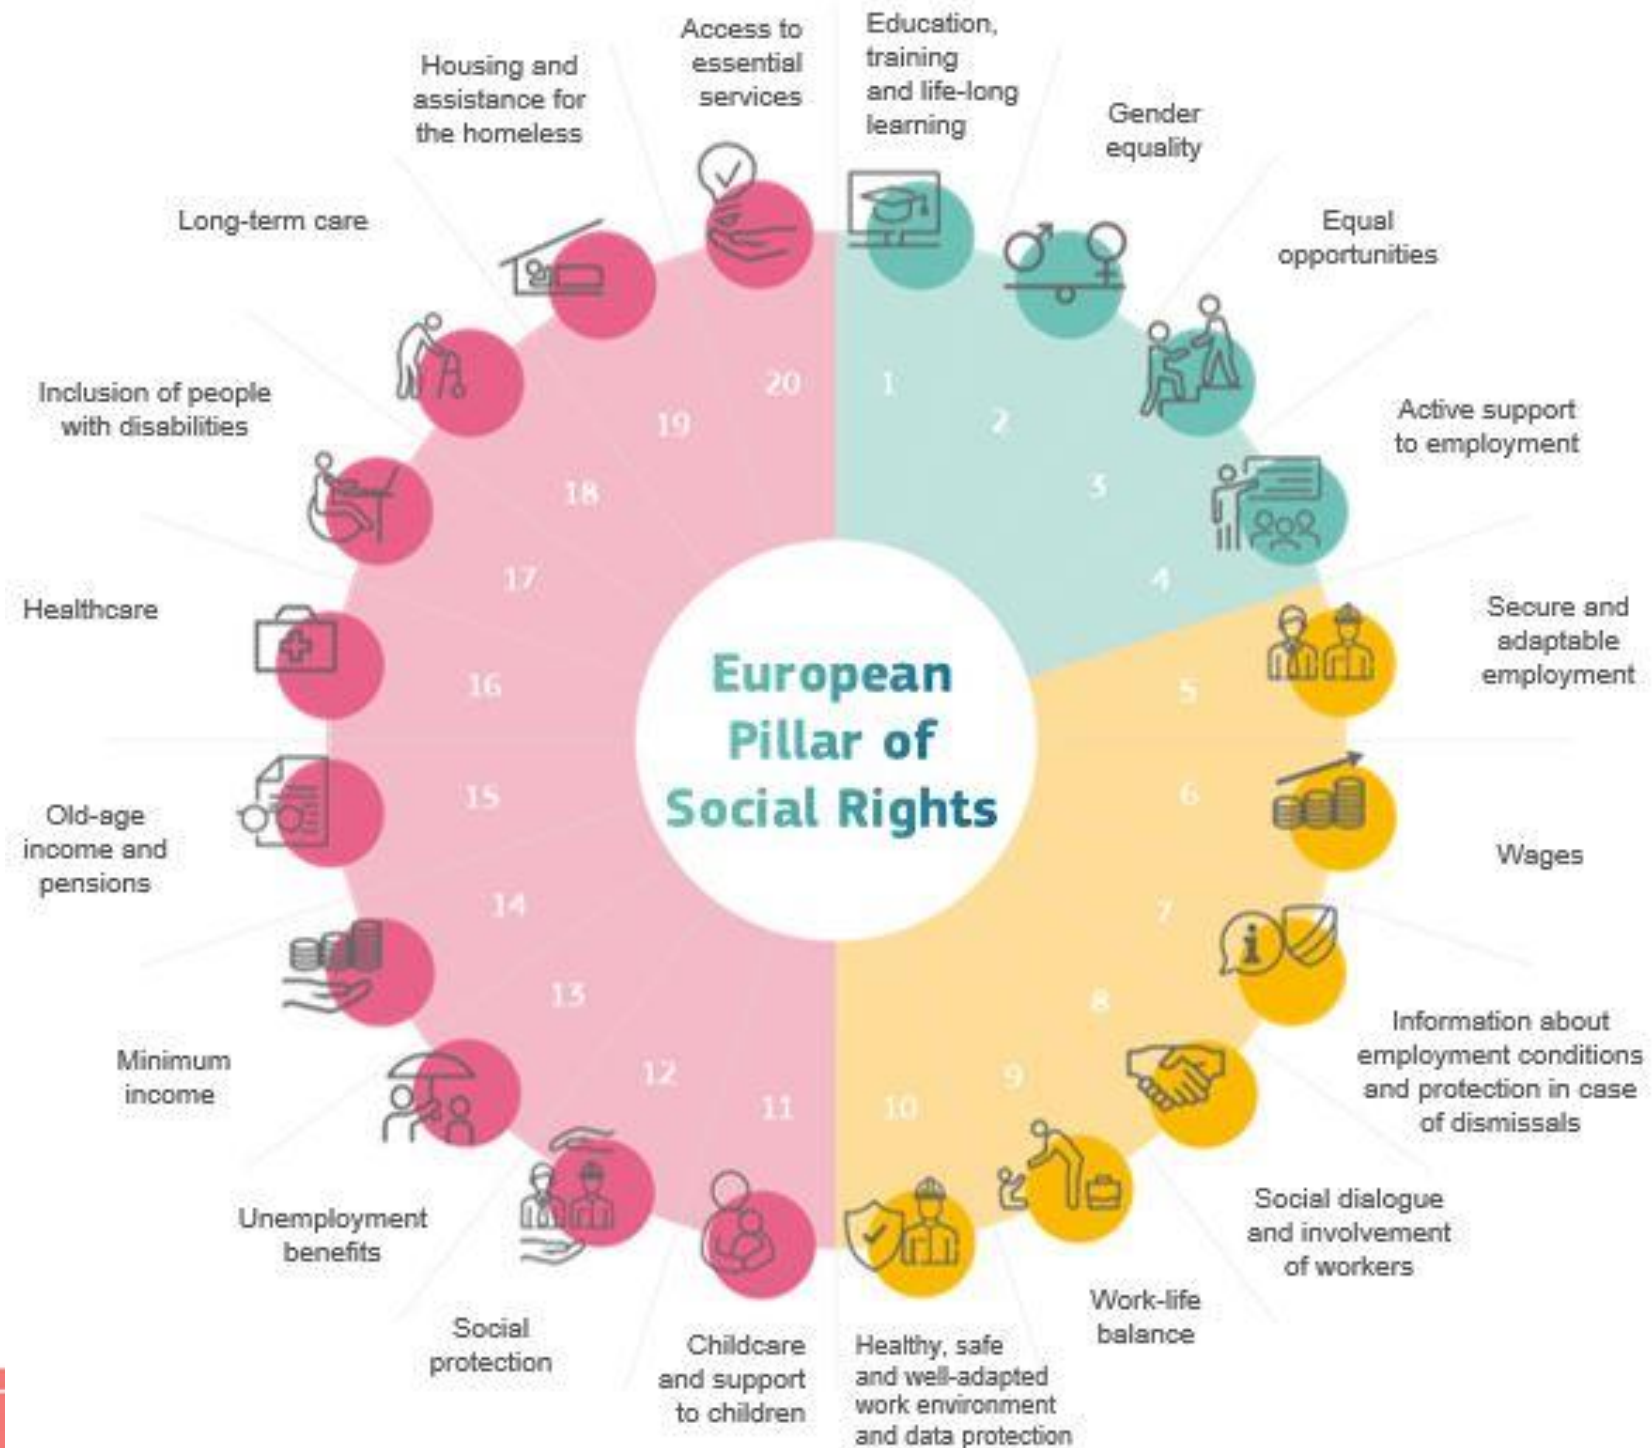 Access to
essential
services
Education,
training
and life-long
learning
Housing and
assistance for
the homeless
Gender
equality
Long-term care
Equal
opportunities
Inclusion of people
with disabilities
Active support
to employment
Healthcare
Secure and
adaptable
employment
Old-age
income and
pensions
Wages
Minimum
income
Information about
employment conditions
and protection in case
of dismissals
Unemployment
benefits
Social dialogue
and involvement
of workers
Social
protection
Work-life
balance
Childcare
and support
to children
Healthy, safe
and well-adapted
work environment
and data protection
European
Pillar of
Social Rights
1
2
3
4
5
6
7
8
9
10
11
12
13
14
15
16
17
18
19
20
i